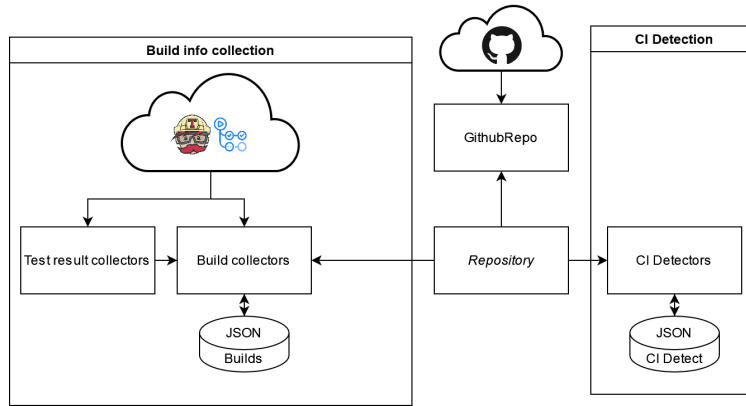 Build info collection
CI Detection
T
GithubRepo
Test result collectors
Build collectors
Repository
CI Detectors
JSON
Builds
JSON
CI Detect